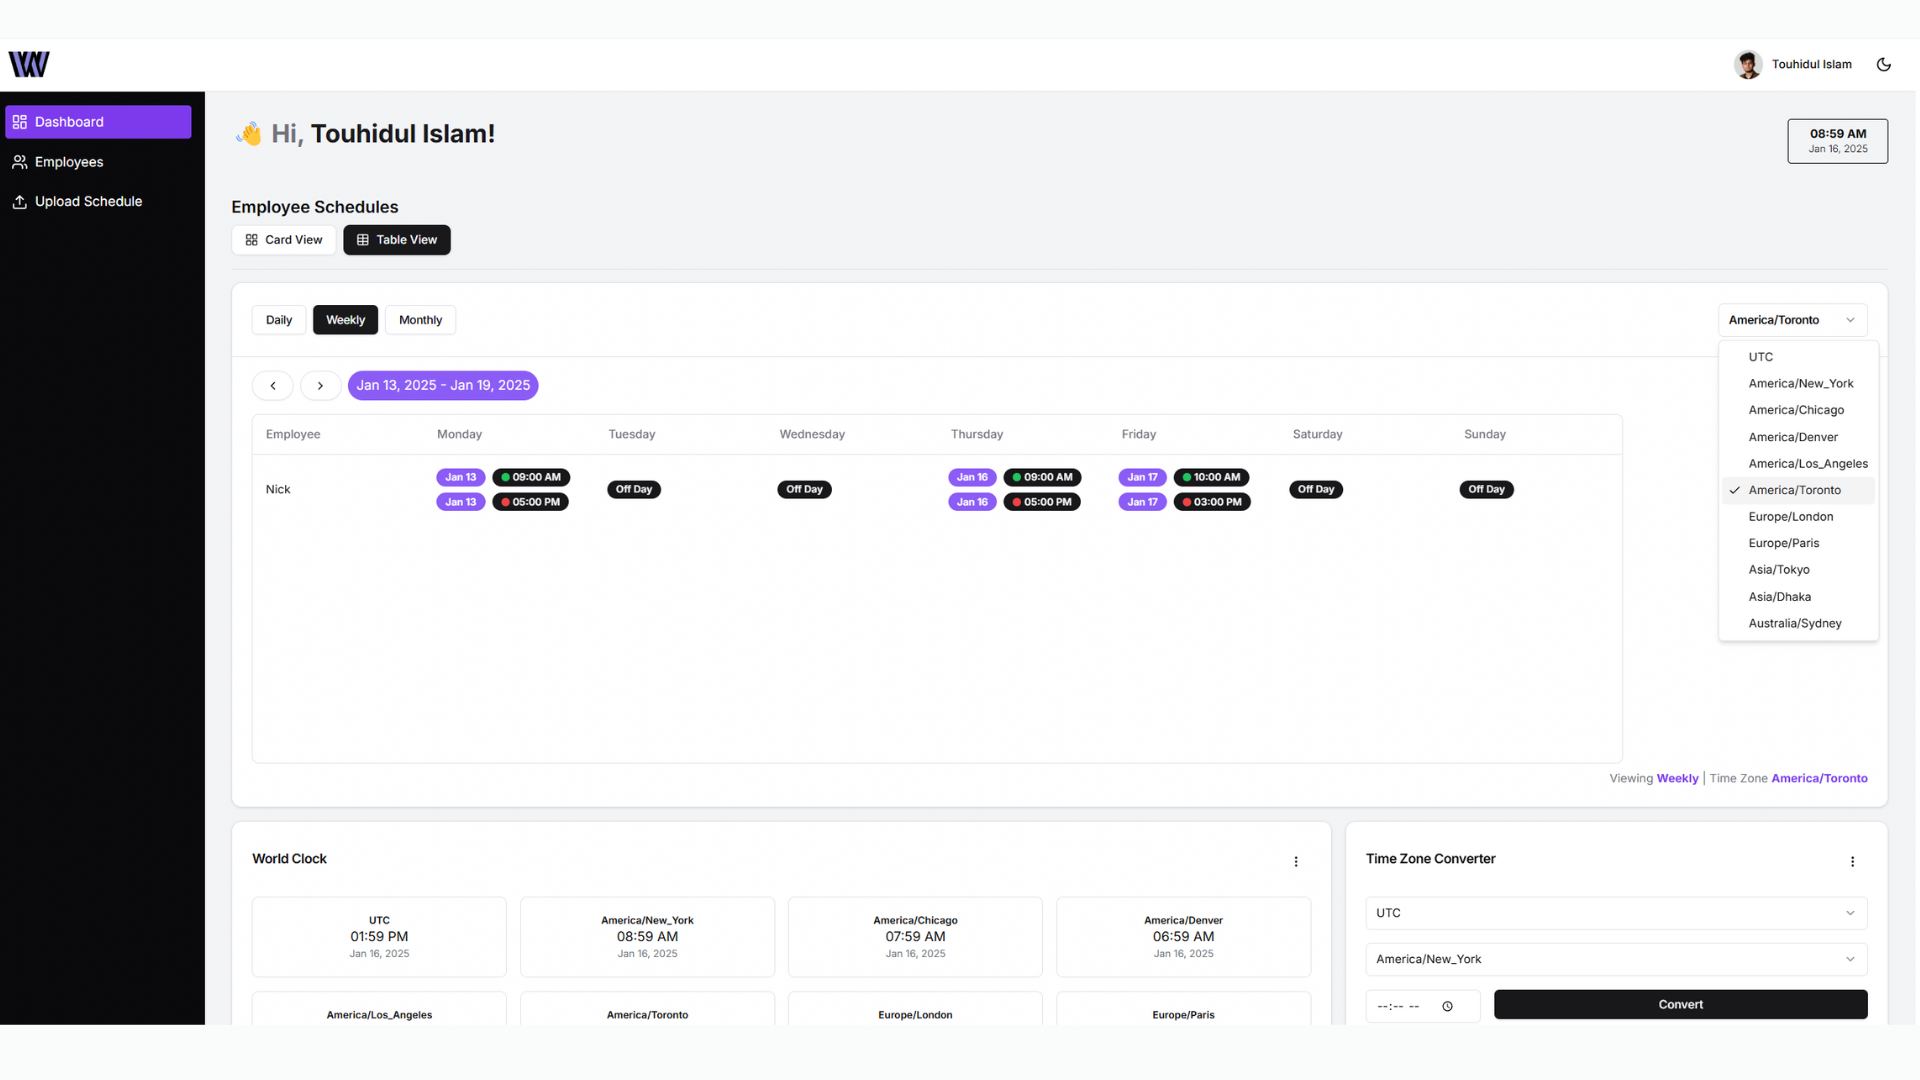 W
Touhidul Islam
Dashboard
Employees
Upload Schedule
👋 Hi, Touhidul Islam!
08:59 AM
Jan 16, 2025
Employee Schedules
Card View Table View
Daily Weekly Monthly
America/Toronto
Jan 13, 2025 - Jan 19, 2025
UTC
America/New_York
America/Chicago
America/Denver
America/Los_Angeles
America/Toronto
Europe/London
Europe/Paris
Asia/Tokyo
Asia/Dhaka
Australia/Sydney
Employee Monday Tuesday Wednesday Thursday Friday Saturday Sunday
Jan 13 09:00 AM Jan 16 09:00 AM Jan 17 10:00 AM
Nick Off Day Off Day Off Day Off Day
Jan 13 05:00 PM Jan 16 05:00 PM Jan 17 03:00 PM
Viewing Weekly | Time Zone America/Toronto
World Clock
UTC
01:59 PM
Jan 16, 2025
America/New_York
08:59 AM
Jan 16, 2025
America/Chicago
07:59 AM
Jan 16, 2025
America/Denver
06:59 AM
Jan 16, 2025
America/Los_Angeles
America/Toronto
Europe/London
Europe/Paris
Time Zone Converter
UTC
America/New_York
--:-- --
Convert